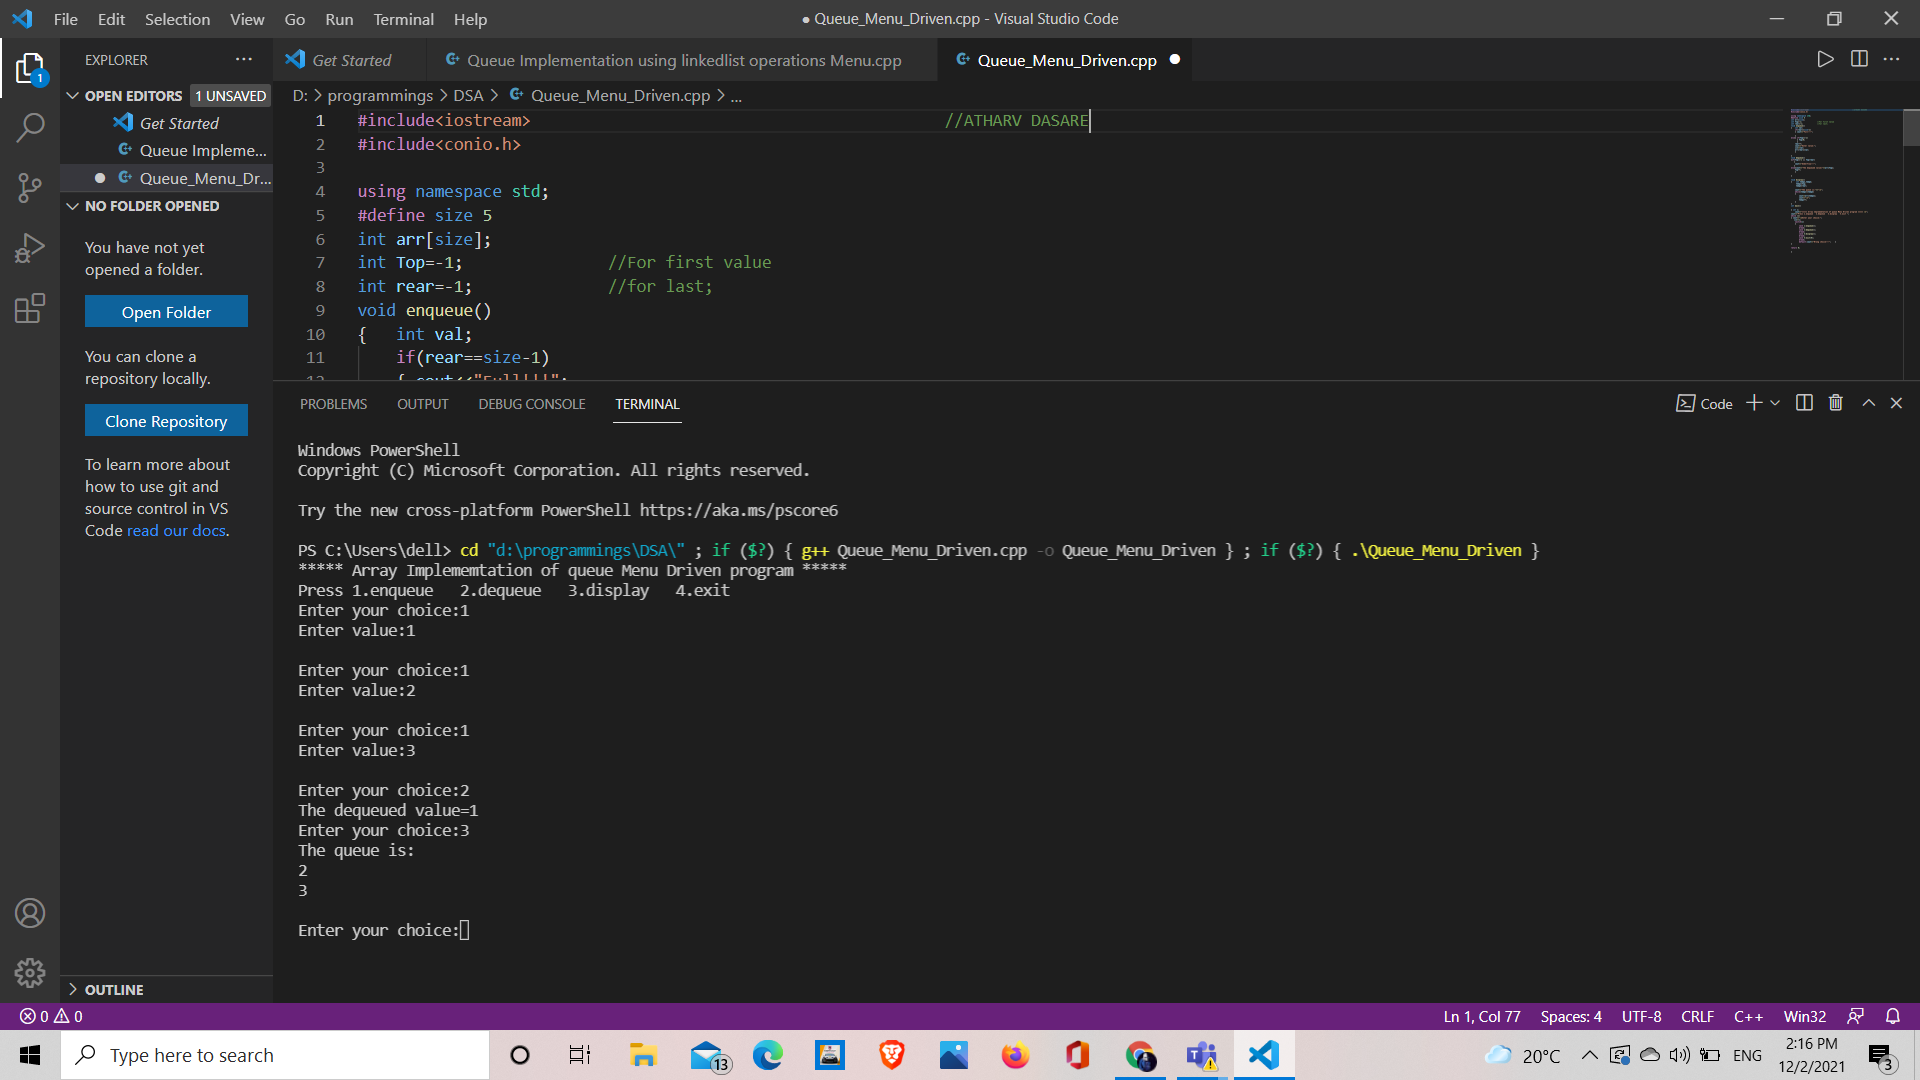 File Edit Selection View Go Run Terminal Help
● Queue_Menu_Driven.cpp - Visual Studio Code
EXPLORER
Get Started
Queue Implementation using linkedlist operations Menu.cpp
Queue_Menu_Driven.cpp
1
OPEN EDITORS 1 UNSAVED
Get Started
Queue Impleme...
Queue_Menu_Dr...
NO FOLDER OPENED
You have not yet
opened a folder.
Open Folder
You can clone a
repository locally.
Clone Repository
To learn more about
how to use git and
source control in VS
Code read our docs.
OUTLINE
D: > programmings > DSA > Queue_Menu_Driven.cpp > ...
1 #include<iostream> //ATHARV DASARE
2 #include<conio.h>
3
4 using namespace std;
5 #define size 5
6 int arr[size];
7 int Top=-1; //For first value
8 int rear=-1; //for last;
9 void enqueue()
10 { int val;
11 if(rear==size-1)
12 { cout<<"Full!!!";
PROBLEMS OUTPUT DEBUG CONSOLE TERMINAL
Code
Windows PowerShell
Copyright (C) Microsoft Corporation. All rights reserved.
Try the new cross-platform PowerShell https://aka.ms/pscore6
PS C:\Users\dell> cd "d:\programmings\DSA\" ; if ($?) { g++ Queue_Menu_Driven.cpp -o Queue_Menu_Driven } ; if ($?) { .\Queue_Menu_Driven }
***** Array Implememtation of queue Menu Driven program *****
Press 1.enqueue 2.dequeue 3.display 4.exit
Enter your choice:1
Enter value:1
Enter your choice:1
Enter value:2
Enter your choice:1
Enter value:3
Enter your choice:2
The dequeued value=1
Enter your choice:3
The queue is:
2
3
Enter your choice:
0 0
Ln 1, Col 77 Spaces: 4 UTF-8 CRLF C++ Win32
Type here to search
13
20°C
ENG
2:16 PM
12/2/2021
3